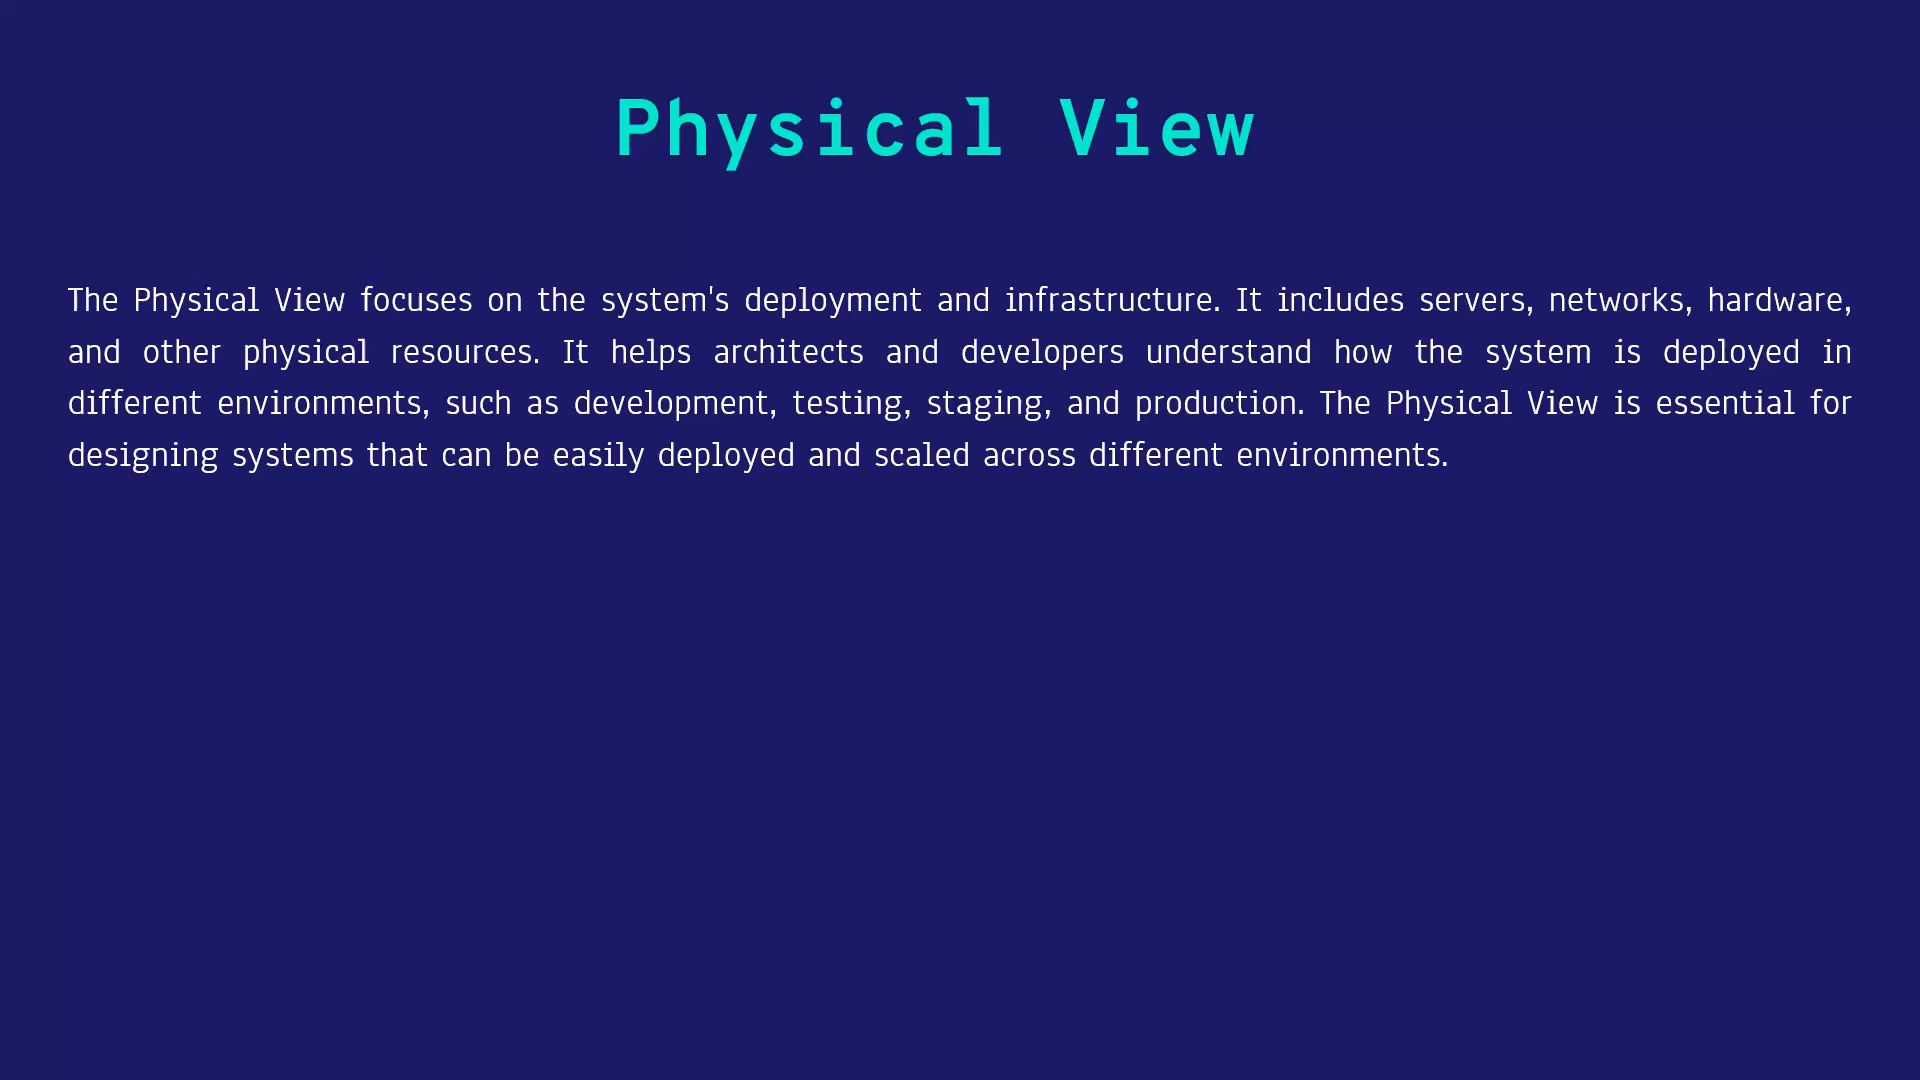 Physical View
The Physical View focuses on the system's deployment and infrastructure. It includes servers, networks, hardware,
and other physical resources. It helps architects and developers understand how the system is deployed in
different environments, such as development, testing, staging, and production. The Physical View is essential for
designing systems that can be easily deployed and scaled across different environments.